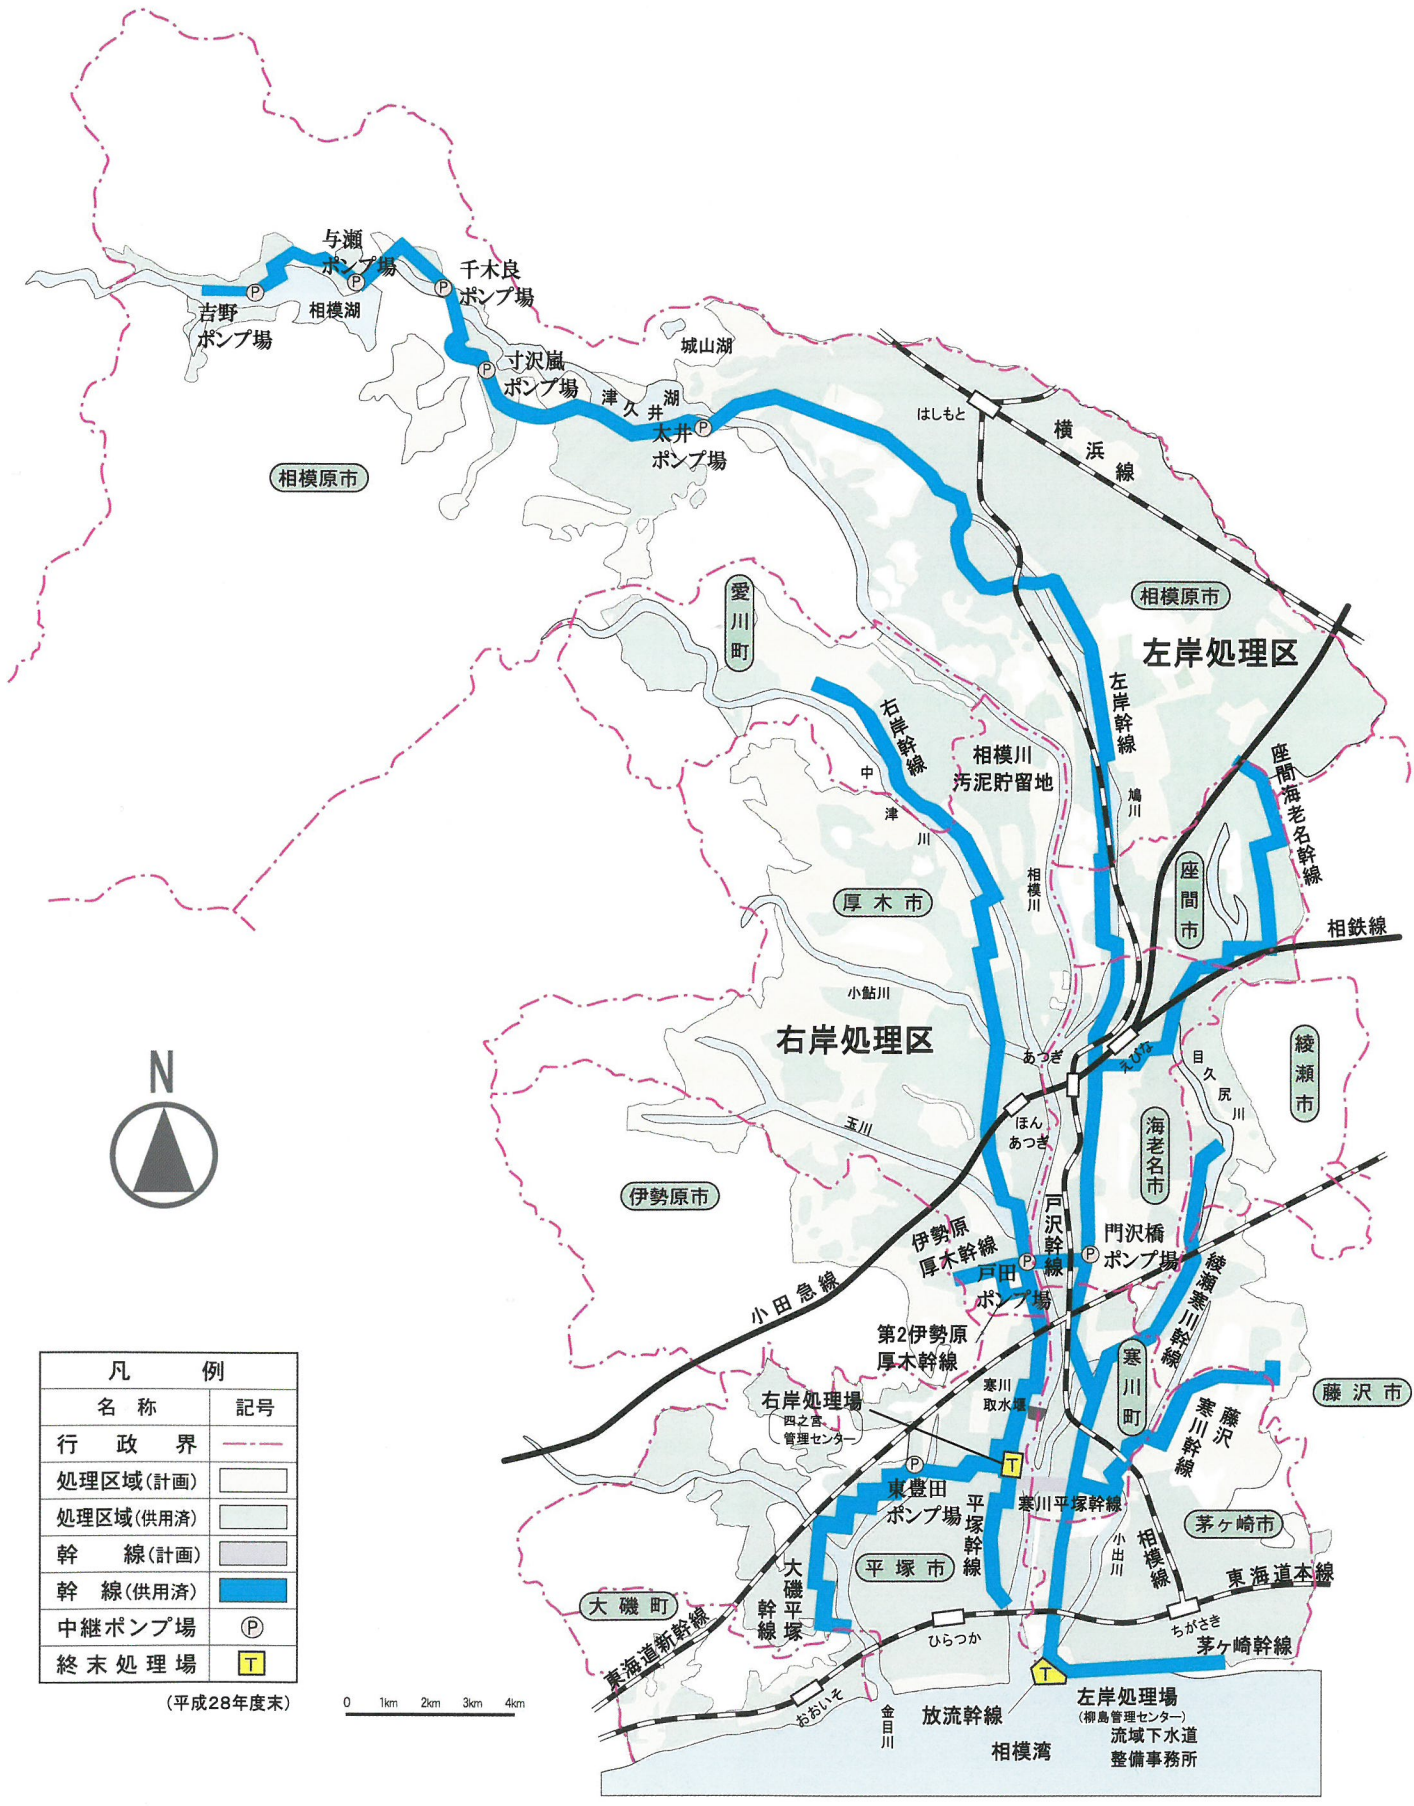 与瀬
ポンプ場
千木良
ポンプ場
吉野
ポンプ場
相模湖
城山湖
寸沢嵐
ポンプ場
津久井湖
太井
ポンプ場
はしもと
横浜線
相模原市
愛川町
相模原市
左岸処理区
右岸幹線
左岸幹線
相模川
汚泥貯留地
座間海老名幹線
中津川
鳩川
座間市
相模川
厚木市
相鉄線
小鮎川
右岸処理区
あつぎ
えびな
目久尻川
綾瀬市
ほん
あつぎ
玉川
海老名市
伊勢原市
戸沢幹線
門沢橋
ポンプ場
伊勢原
厚木幹線
戸田
ポンプ場
綾瀬寒川幹線
小田急線
第2伊勢原
厚木幹線
寒川町
寒川
取水堰
藤沢市
藤沢
寒川幹線
右岸処理場
(四之宮
管理センター)
T
東豊田
ポンプ場
平塚幹線
寒川平塚幹線
茅ヶ崎市
小出川
相模線
平塚市
大磯平塚
幹線
東海道本線
大磯町
東海道新幹線
ひらつか
ちがさき
茅ヶ崎幹線
おおいそ
金目川
T
放流幹線
左岸処理場
(柳島管理センター)
流域下水道
整備事務所
相模湾
N
凡例
名称 記号
行政界
処理区域(計画)
処理区域(供用済)
幹線(計画)
幹線(供用済)
中継ポンプ場 P
終末処理場 T
(平成28年度末)
0 1km 2km 3km 4km
P
P
P
P
P
P
P
P